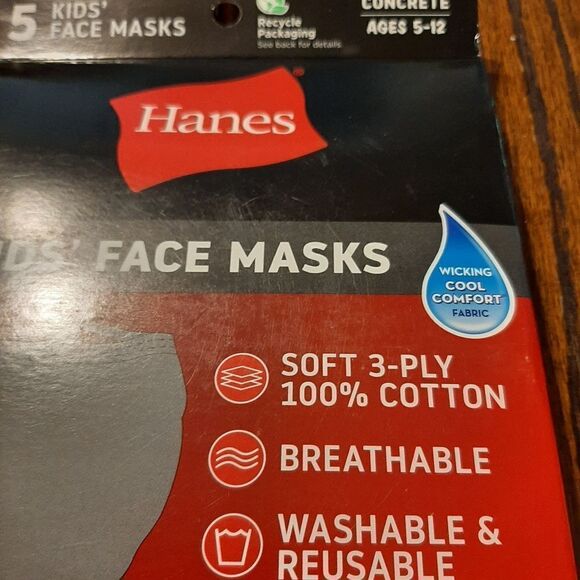 5 KIDS'
FACE MASKS
Recycle
Packaging
See back for details
CONCRETE
AGES 5-12
Hanes
KIDS' FACE MASKS
WICKING
COOL
COMFORT
FABRIC
SOFT 3-PLY
100% COTTON
BREATHABLE
WASHABLE &
REUSABLE